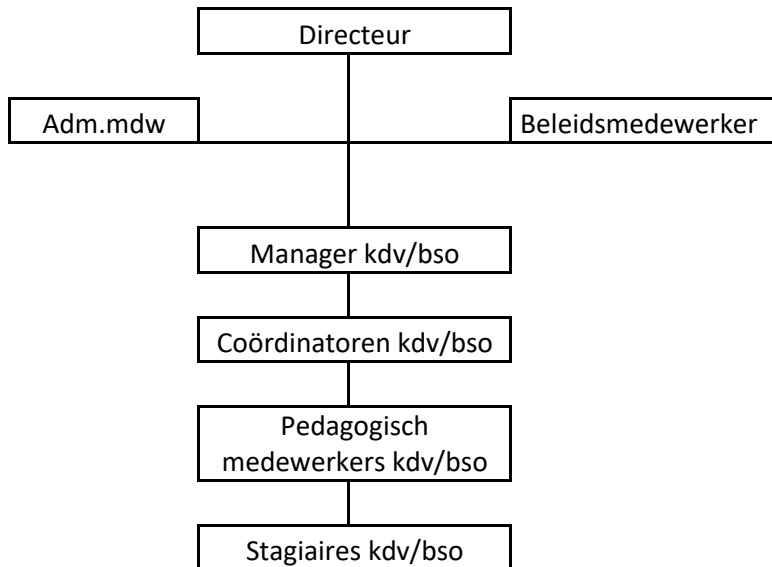 Directeur
Adm.mdw
Beleidsmedewerker
Manager kdv/bso
Coördinatoren kdv/bso
Pedagogisch
medewerkers kdv/bso
Stagiaires kdv/bso